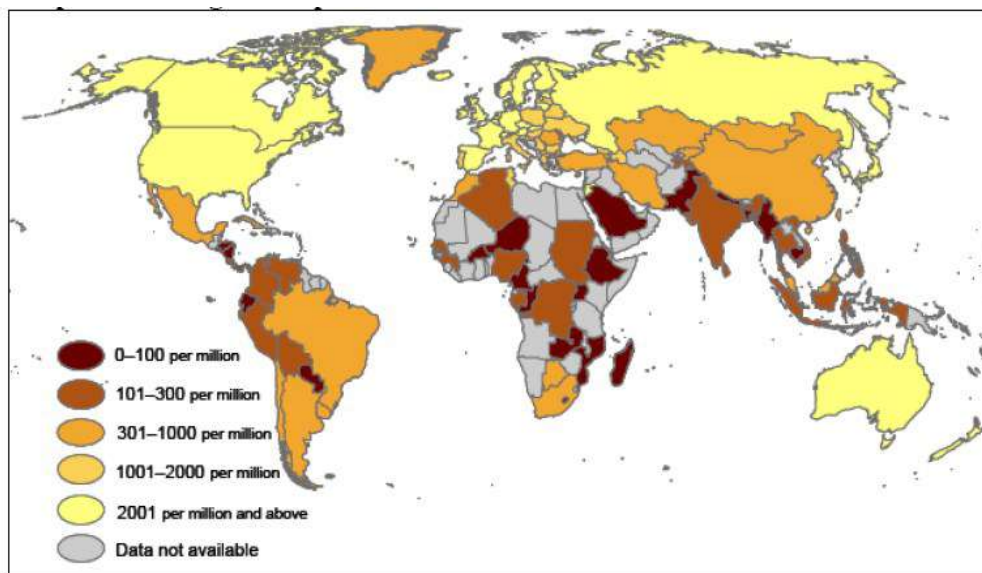 0–100 per million
101–300 per million
301–1000 per million
1001–2000 per million
2001 per million and above
Data not available